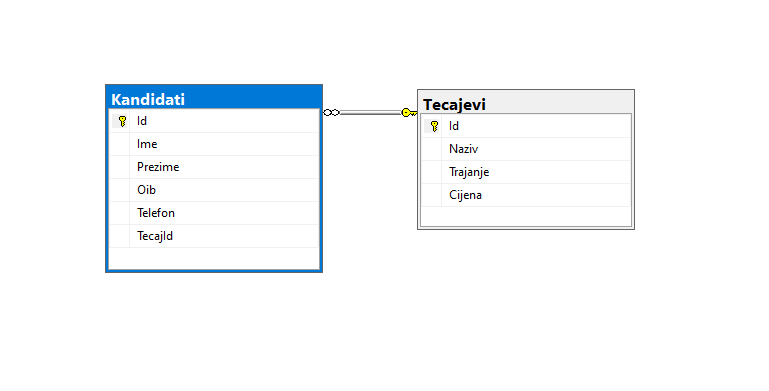 Kandidati
Id
Ime
Prezime
Oib
Telefon
TecajId
Tecajevi
Id
Naziv
Trajanje
Cijena